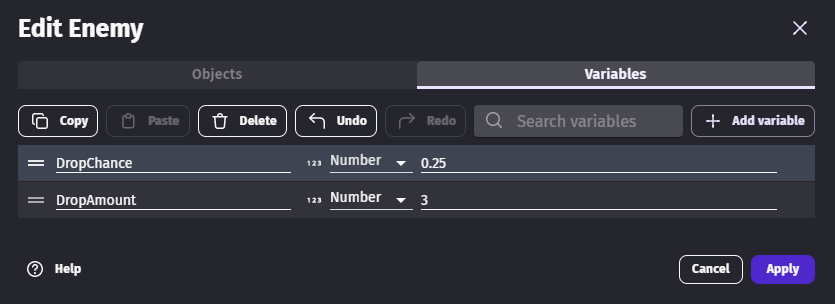 Edit Enemy
Objects Variables
Copy Paste Delete Undo Redo Search variables Add variable
DropChance 123 Number 0.25
DropAmount 123 Number 3
Help Cancel Apply